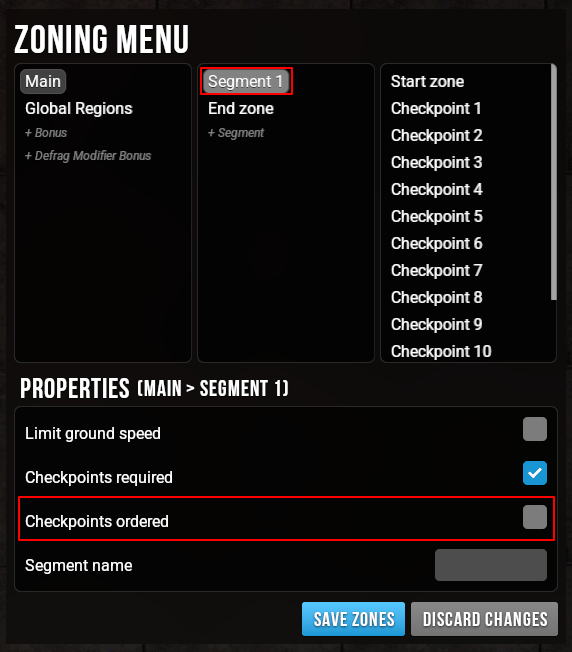 ZONING MENU
Main
Global Regions
+ Bonus
+ Defrag Modifier Bonus
Segment 1
End zone
+ Segment
Start zone
Checkpoint 1
Checkpoint 2
Checkpoint 3
Checkpoint 4
Checkpoint 5
Checkpoint 6
Checkpoint 7
Checkpoint 8
Checkpoint 9
Checkpoint 10
PROPERTIES (MAIN > SEGMENT 1)
Limit ground speed
Checkpoints required
Checkpoints ordered
Segment name
SAVE ZONES
DISCARD CHANGES